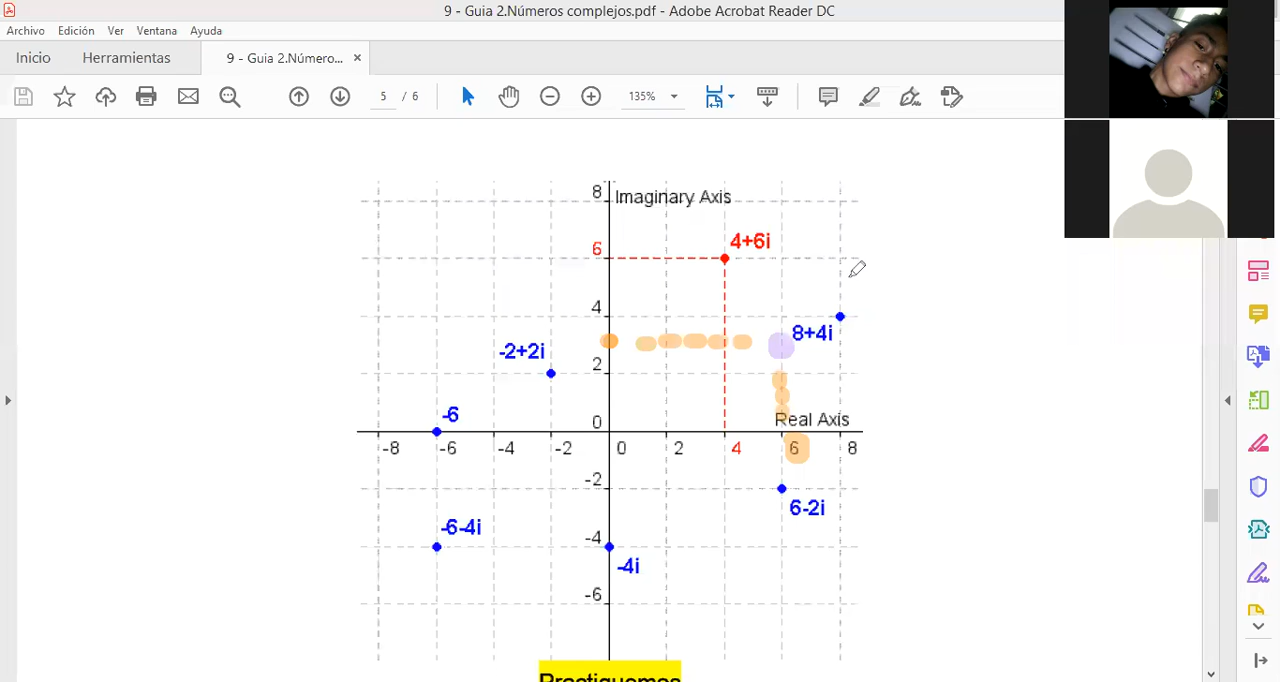 9 - Guia 2.Números complejos.pdf - Adobe Acrobat Reader DC
Archivo Edición Ver Ventana Ayuda
Inicio Herramientas 9 - Guia 2.Número... ×
5 / 6 135%
8 Imaginary Axis
6 4+6i
4
8+4i
-2+2i
2
-6
0 Real Axis
-8 -6 -4 -2 0 2 4 6 8
-2
6-2i
-6-4i
-4
-4i
-6
Practiquemos